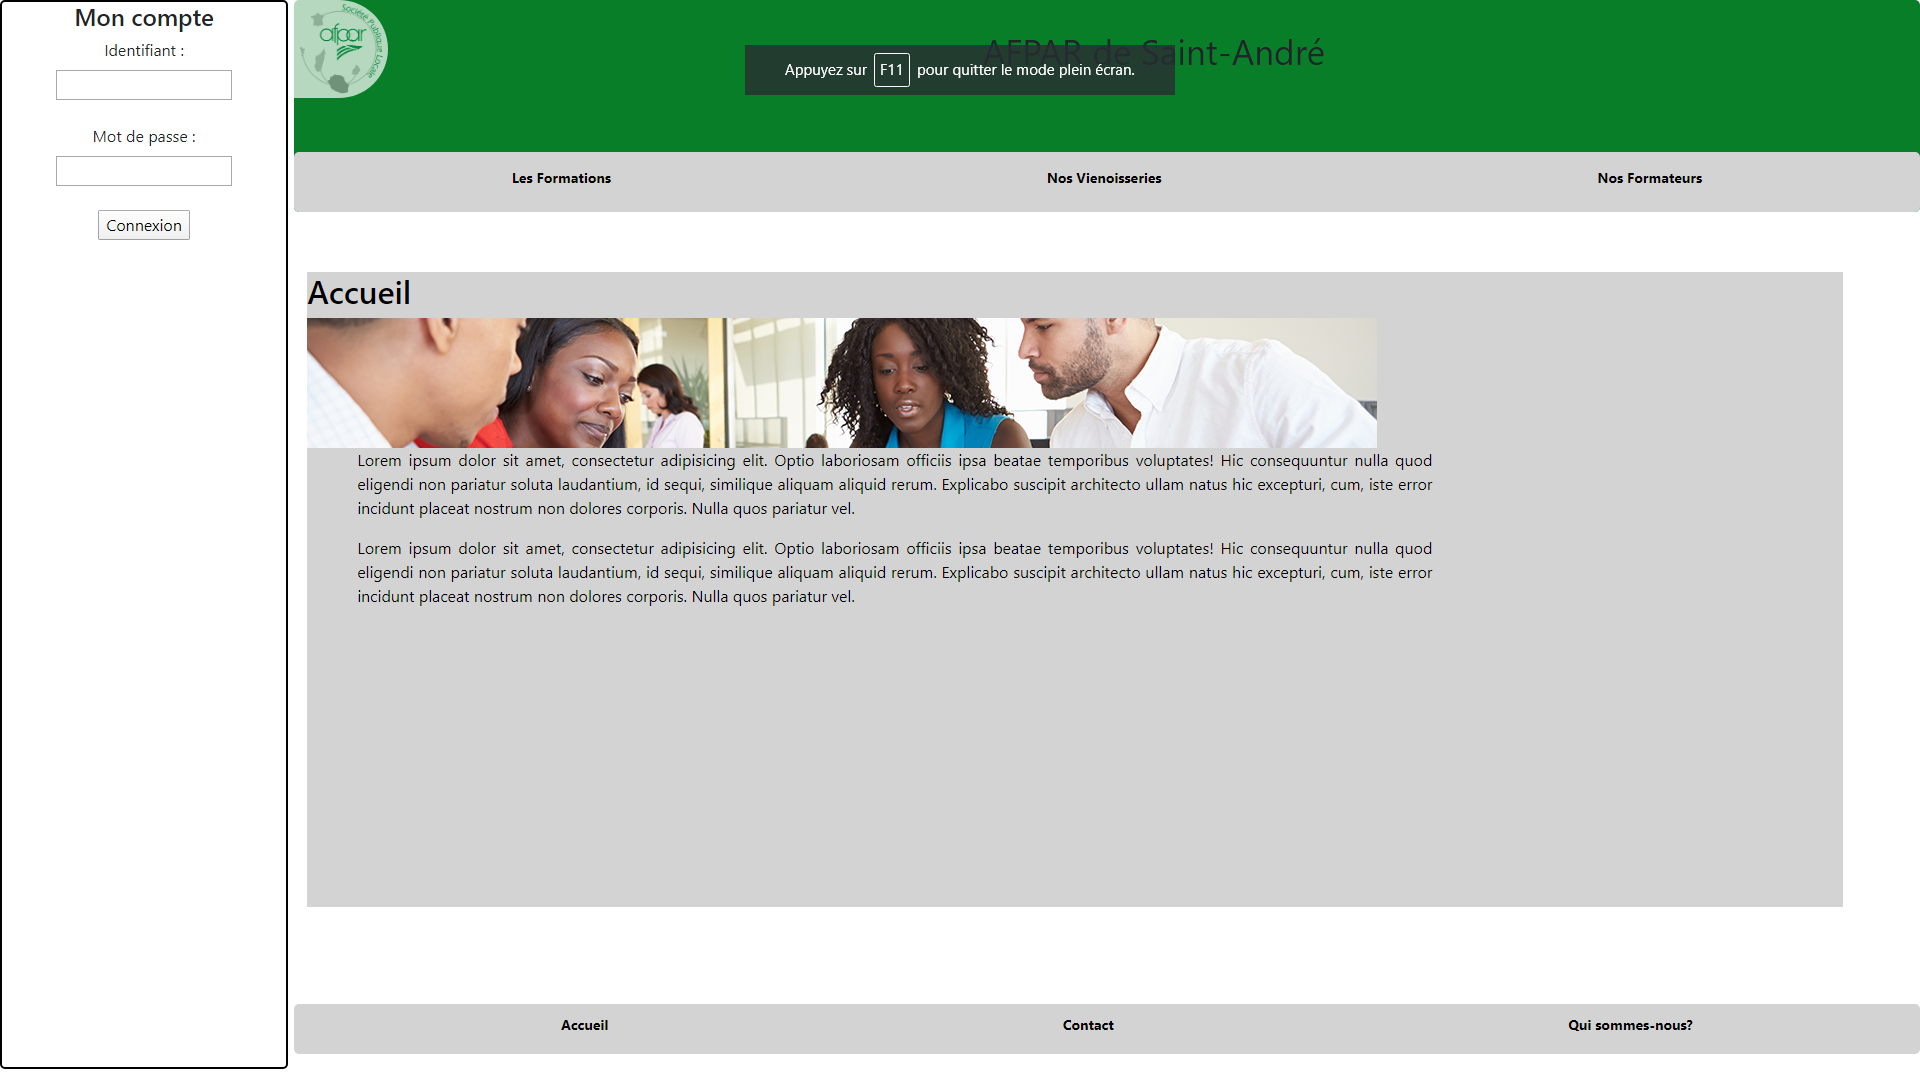 Mon compte
Identifiant :
Mot de passe :
Connexion
Société Publique Locale
afpar
AFPAR de Saint-André
Appuyez sur F11 pour quitter le mode plein écran.
Les Formations
Nos Vienoisseries
Nos Formateurs
Accueil
Lorem ipsum dolor sit amet, consectetur adipisicing elit. Optio laboriosam officiis ipsa beatae temporibus voluptates! Hic consequuntur nulla quod
eligendi non pariatur soluta laudantium, id sequi, similique aliquam aliquid rerum. Explicabo suscipit architecto ullam natus hic excepturi, cum, iste error
incidunt placeat nostrum non dolores corporis. Nulla quos pariatur vel.
Lorem ipsum dolor sit amet, consectetur adipisicing elit. Optio laboriosam officiis ipsa beatae temporibus voluptates! Hic consequuntur nulla quod
eligendi non pariatur soluta laudantium, id sequi, similique aliquam aliquid rerum. Explicabo suscipit architecto ullam natus hic excepturi, cum, iste error
incidunt placeat nostrum non dolores corporis. Nulla quos pariatur vel.
Accueil
Contact
Qui sommes-nous?